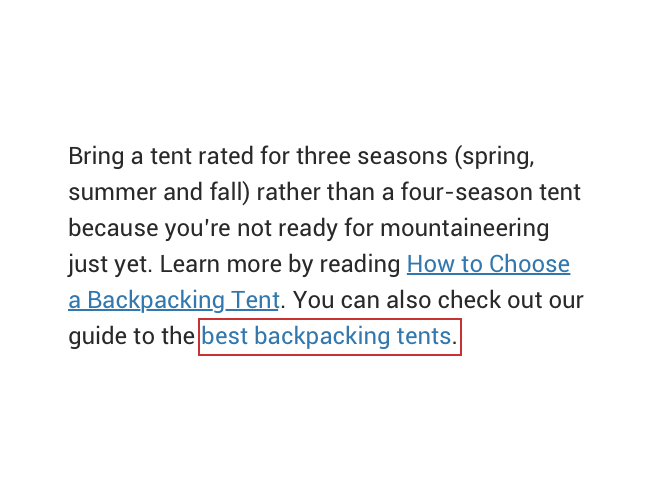 Bring a tent rated for three seasons (spring,
summer and fall) rather than a four-season tent
because you're not ready for mountaineering
just yet. Learn more by reading How to Choose
a Backpacking Tent. You can also check out our
guide to the best backpacking tents.